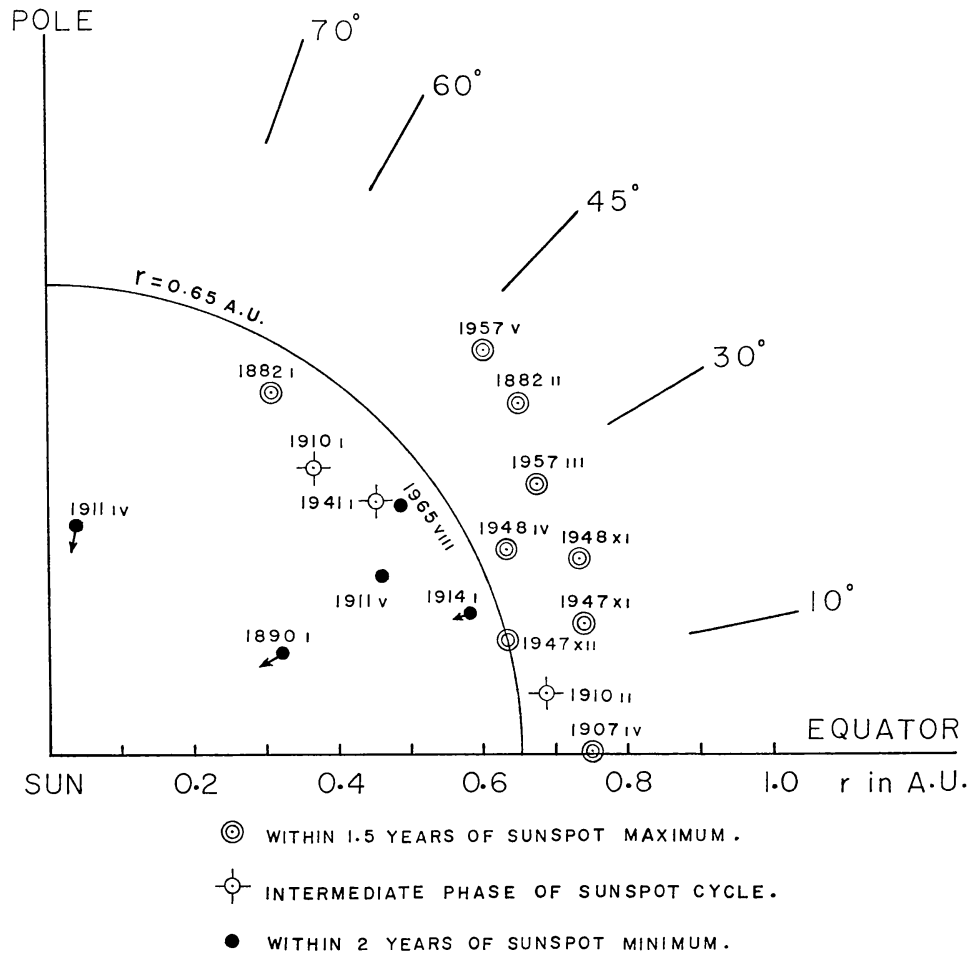 POLE
70°
60°
45°
30°
10°
r = 0.65 A.U.
1957 V
1882 I
1882 II
1910 I
1957 III
1941 I
1965 VIII
1911 IV
1948 IV
1948 XI
1911 V
1914 I
1947 XI
1890 I
1947 XII
1910 II
1907 IV
EQUATOR
SUN 0.2 0.4 0.6 0.8 1.0 r in A.U.
WITHIN 1.5 YEARS OF SUNSPOT MAXIMUM.
INTERMEDIATE PHASE OF SUNSPOT CYCLE.
WITHIN 2 YEARS OF SUNSPOT MINIMUM.